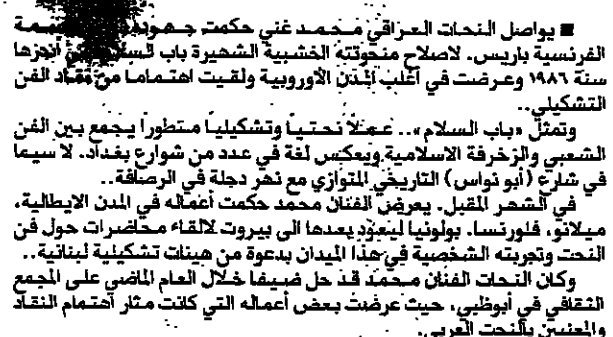 ■ يواصل النحات العراقي محمد غني حكمت جهوده
الفرنسية باريس. لاصلاح منحوتته الخشبية الشهيرة باب السلام التي أنجزها
سنة ١٩٨٦ وعرضت في أغلب المدن الأوروبية ولقيت اهتماما من نقاد الفن
التشكيلي..
وتمثل «باب السلام».. عملاً نحتياً وتشكيلياً متطوراً يجمع بين الفن
الشعبي والزخرفة الاسلامية ويعكس لغة في عدد من شوارع بغداد.. لا سيما
في شارع (أبو نواس) التاريخي المتوازي مع نهر دجلة في الرصافة..
في الشهر المقبل. يعرض الفنان محمد حكمت أعماله في المدن الايطالية،
ميلانو، فلورنسا. بولونيا ليعود بعدها الى بيروت لالقاء محاضرات حول فن
النحت وتجربته الشخصية في هذا الميدان بدعوة من هيئات تشكيلية لبنانية..
وكان النحات الفنان محمد قد حل ضيفا خلال العام الماضي على المجمع
الثقافي في أبوظبي، حيث عرضت بعض أعماله التي كانت مثار اهتمام النقاد
والمعنيين بالنحت العربي.